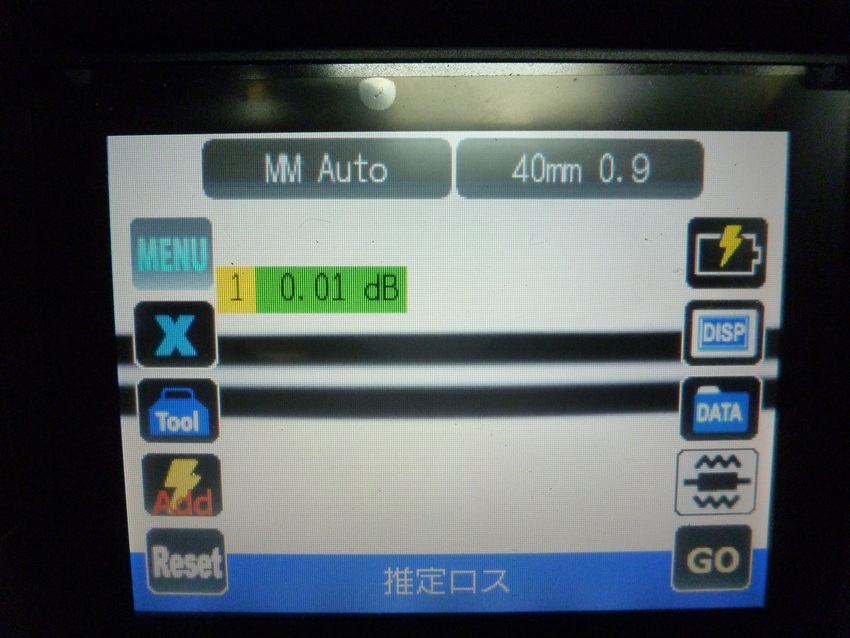 MM Auto
40mm 0.9
MENU
1 0.01 dB
X
DISP
Tool
DATA
Add
Reset
GO
推定ロス